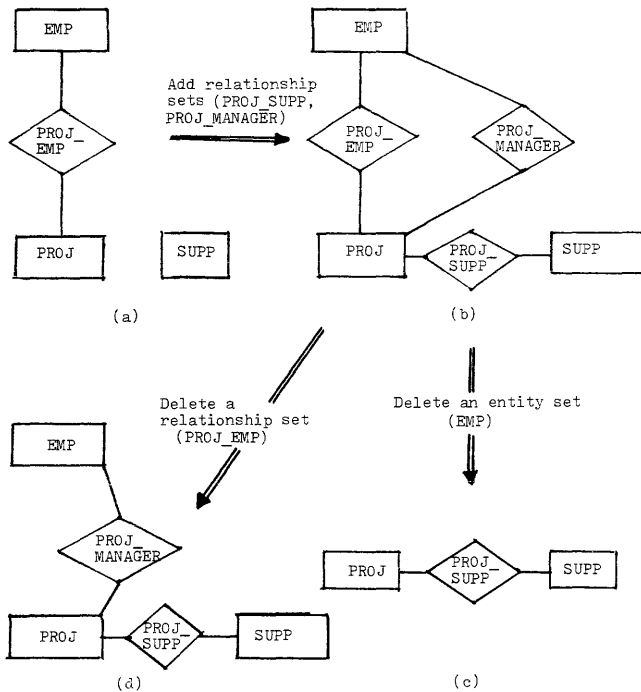 EMP
PROJ_
EMP
PROJ
SUPP
(a)
Add relationship
sets (PROJ_SUPP,
PROJ_MANAGER)
EMP
PROJ_
EMP
PROJ_
MANAGER
PROJ
PROJ_
SUPP
SUPP
(b)
Delete a
relationship set
(PROJ_EMP)
Delete an entity set
(EMP)
EMP
PROJ_
MANAGER
PROJ
PROJ_
SUPP
SUPP
(d)
PROJ
PROJ_
SUPP
SUPP
(c)